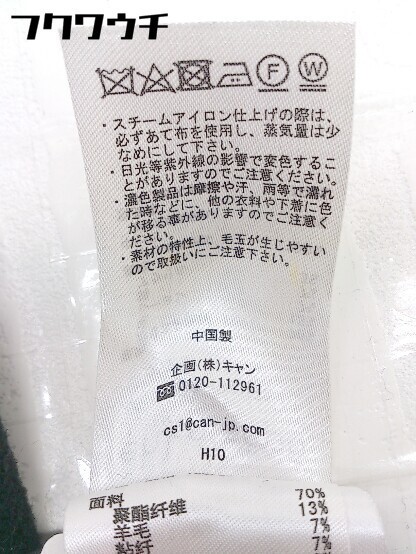 フクワウチ
F W
・スチームアイロン仕上げの際は、
必ずあて布を使用し、蒸気量は少
なめにして下さい。
・日光等紫外線の影響で変色するこ
とがありますのでご注意ください。
・濃色製品は摩擦や汗、雨等で濡れ
た時などに、他の衣料や下着に色
が移る事がありますのでご注意く
ださい。
・素材の特性上、毛玉が生じやすい
ので取扱いにご注意下さい。
中国製
企画(株)キャン
0120-112961
cs1@can-jp.com
H10
面料 70%
聚酯纤维 13%
羊毛 7%
粘纤 7%